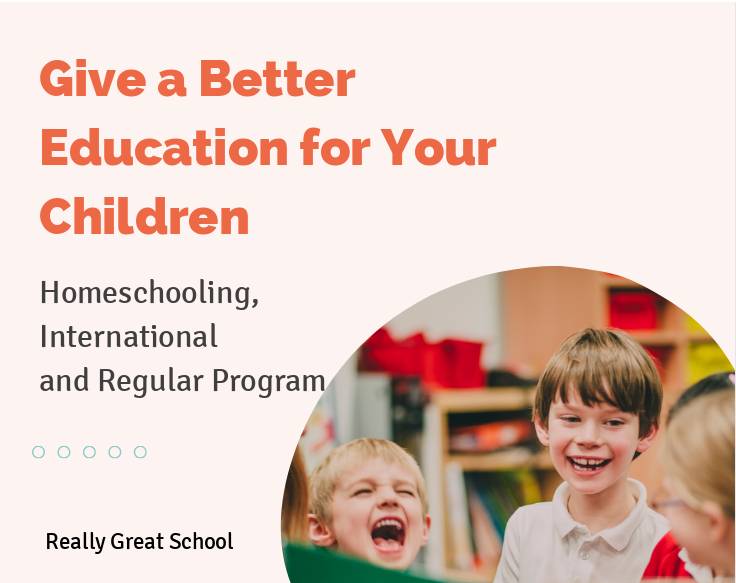 Give a Better
Education for Your
Children
Homeschooling,
International
and Regular Program
Really Great School